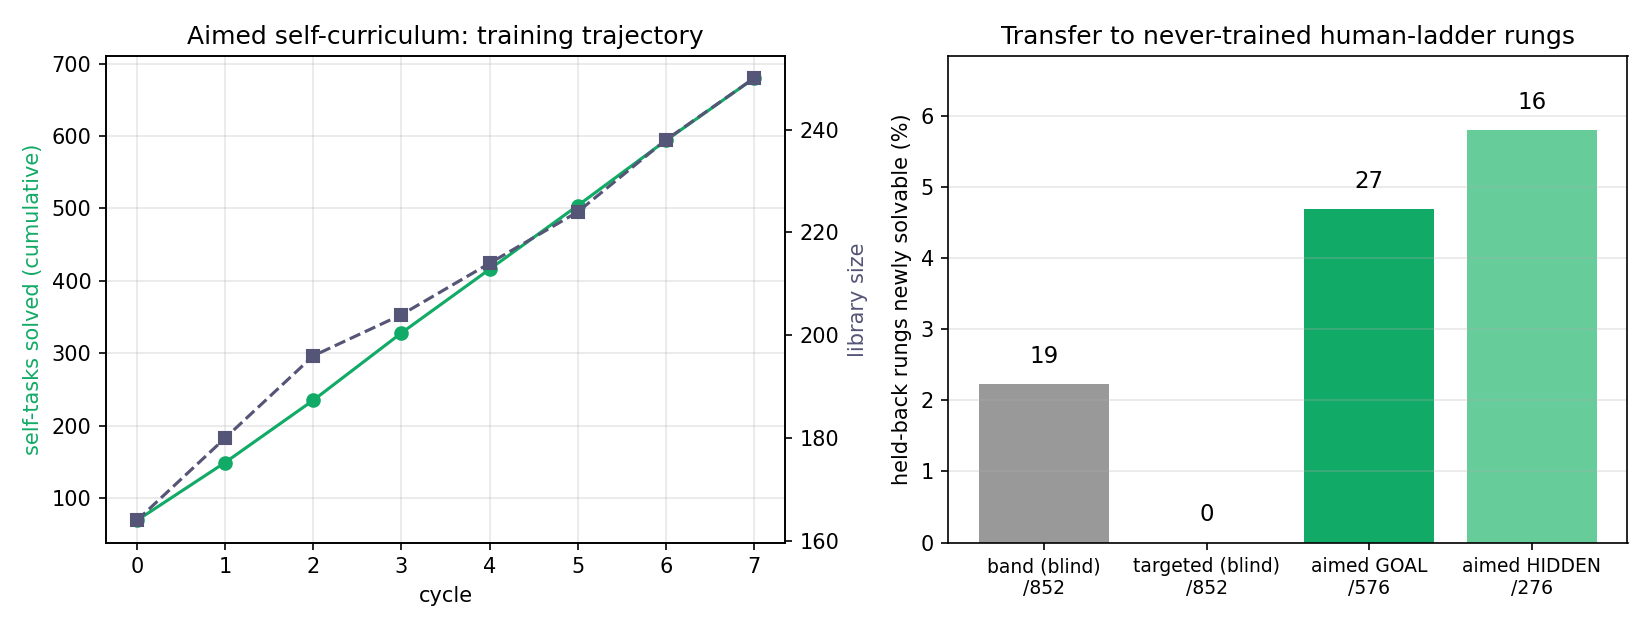 Aimed self-curriculum: training trajectory
700
600
500
400
300
200
100
self-tasks solved (cumulative)
0 1 2 3 4 5 6 7
cycle
240
220
200
180
160
library size
Transfer to never-trained human-ladder rungs
6
5
4
3
2
1
0
held-back rungs newly solvable (%)
19
0
27
16
band (blind)
/852
targeted (blind)
/852
aimed GOAL
/576
aimed HIDDEN
/276